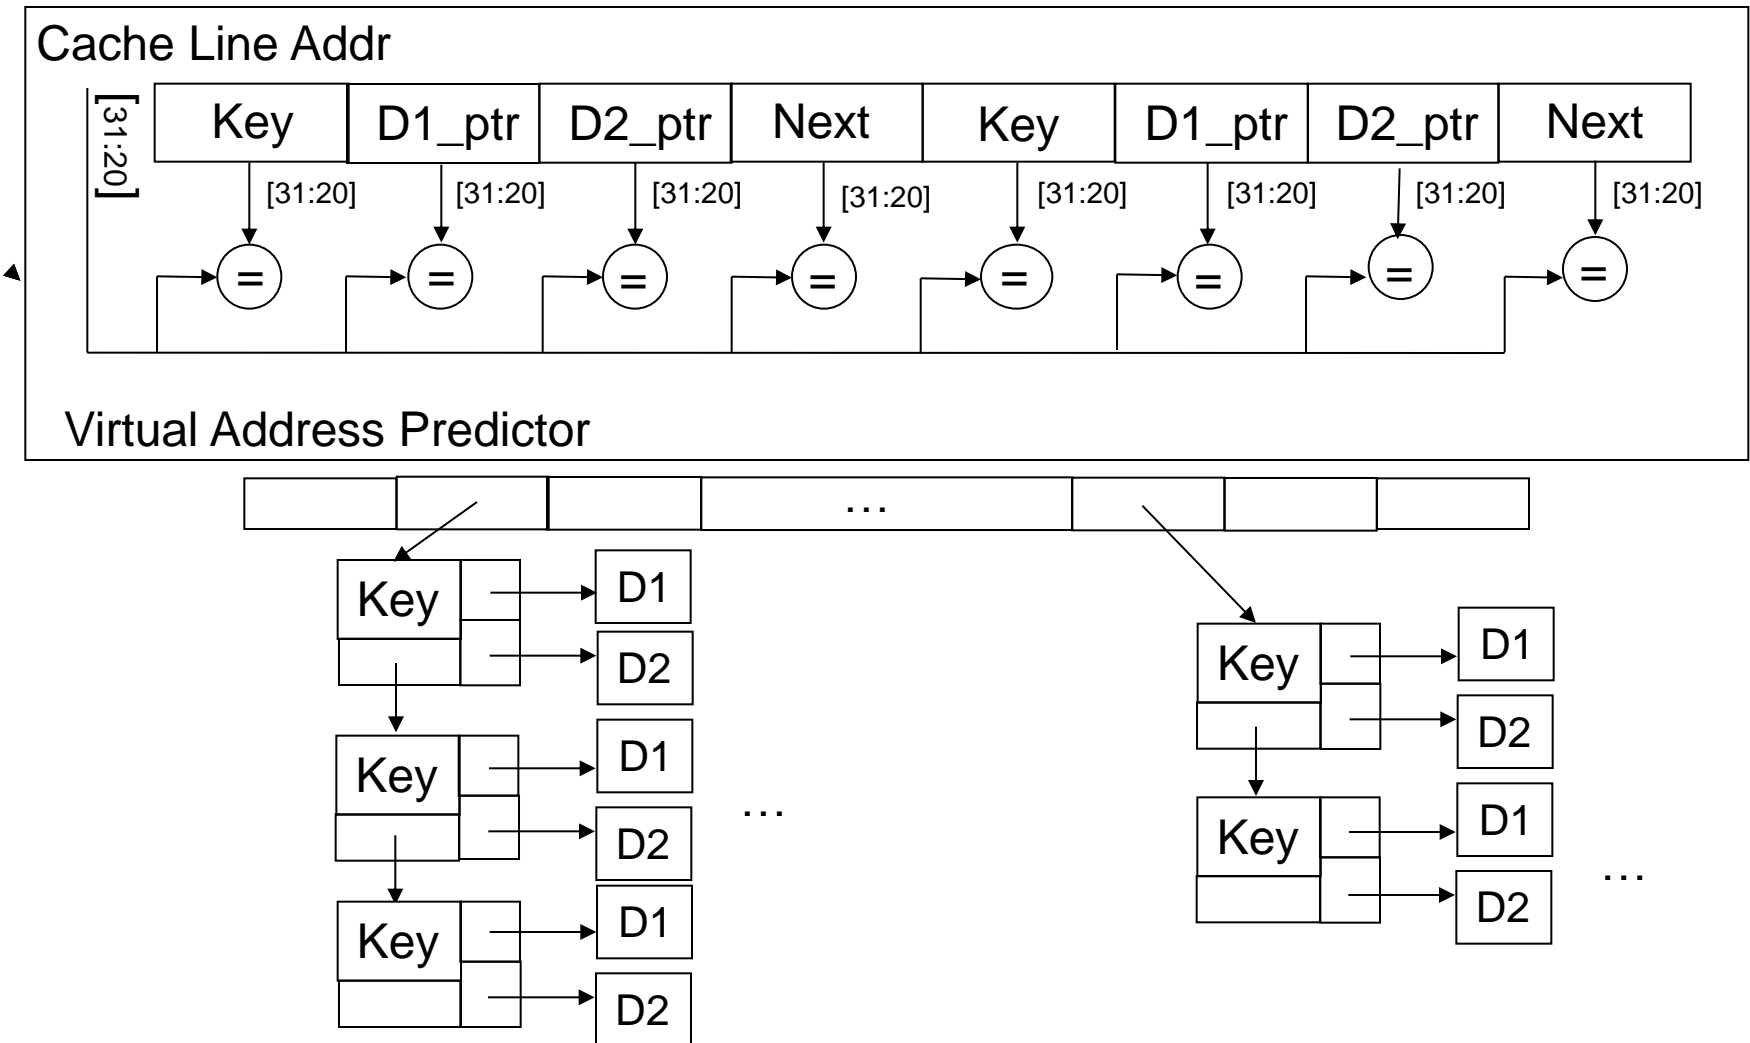 Cache Line Addr
[31:20]
Key D1_ptr D2_ptr Next Key D1_ptr D2_ptr Next
[31:20] [31:20] [31:20] [31:20] [31:20] [31:20] [31:20] [31:20]
= = = = = = = =
Virtual Address Predictor
...
Key D1
D2
Key D1
D2
Key D1
D2
...
Key D1
D2
Key D1
D2
...